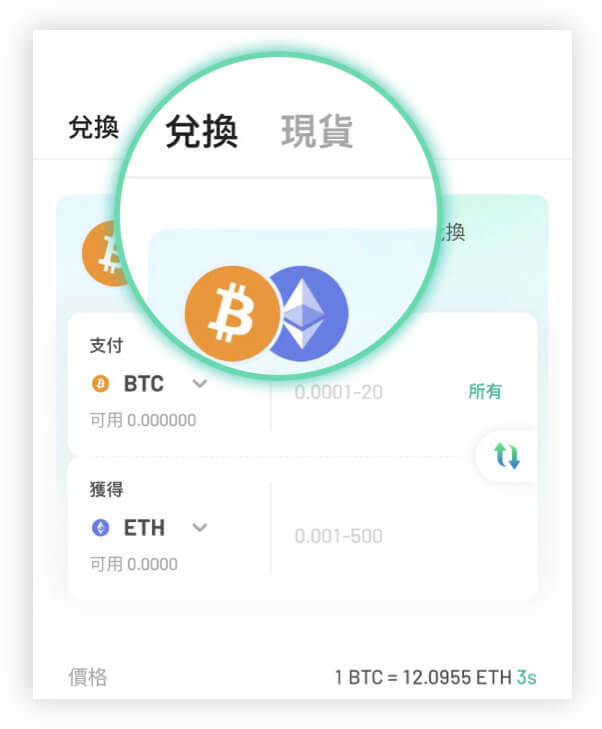 兌換
兌換 現貨
換
支付
BTC
可用 0.000000
0.0001-20
所有
獲得
ETH
可用 0.0000
0.001-500
價格
1 BTC = 12.0955 ETH 3s